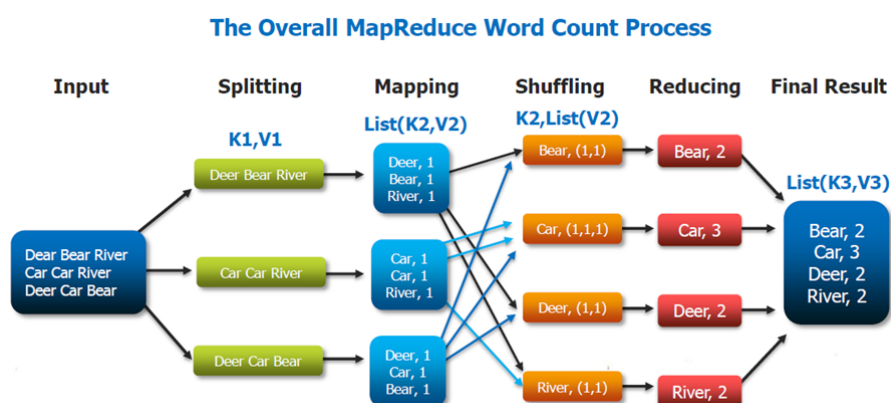 The Overall MapReduce Word Count Process
Input
Splitting
Mapping
Shuffling
Reducing
Final Result
K1,V1
List(K2,V2)
K2,List(V2)
List(K3,V3)
Dear Bear River
Car Car River
Deer Car Bear
Deer Bear River
Car Car River
Deer Car Bear
Deer, 1
Bear, 1
River, 1
Car, 1
Car, 1
River, 1
Deer, 1
Car, 1
Bear, 1
Bear, (1,1)
Car, (1,1,1)
Deer, (1,1)
River, (1,1)
Bear, 2
Car, 3
Deer, 2
River, 2
Bear, 2
Car, 3
Deer, 2
River, 2